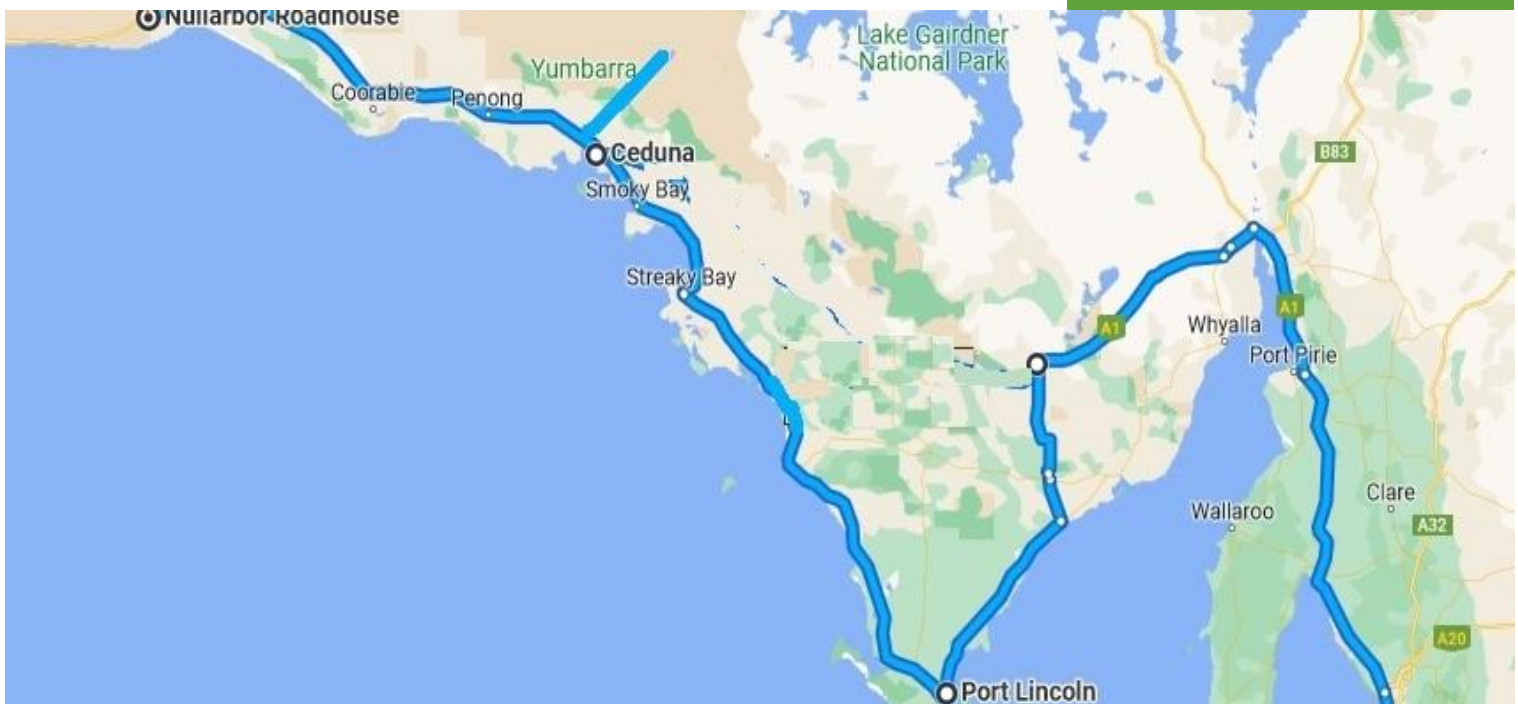 Nullarbor Roadhouse
Lake Gairdner
National Park
Yumbarra
Coorabie
Penong
B83
Ceduna
Smoky Bay
Streaky Bay
A1
A1
Whyalla
Port Pirie
Clare
Wallaroo
A32
A20
Port Lincoln